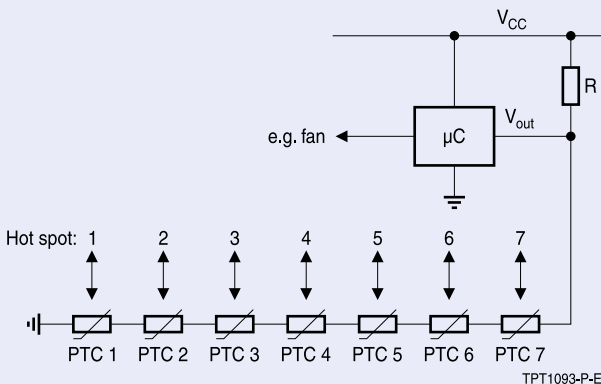 V_CC
R
V_out
e.g. fan
µC
Hot spot: 1 2 3 4 5 6 7
PTC 1 PTC 2 PTC 3 PTC 4 PTC 5 PTC 6 PTC 7
TPT1093-P-E